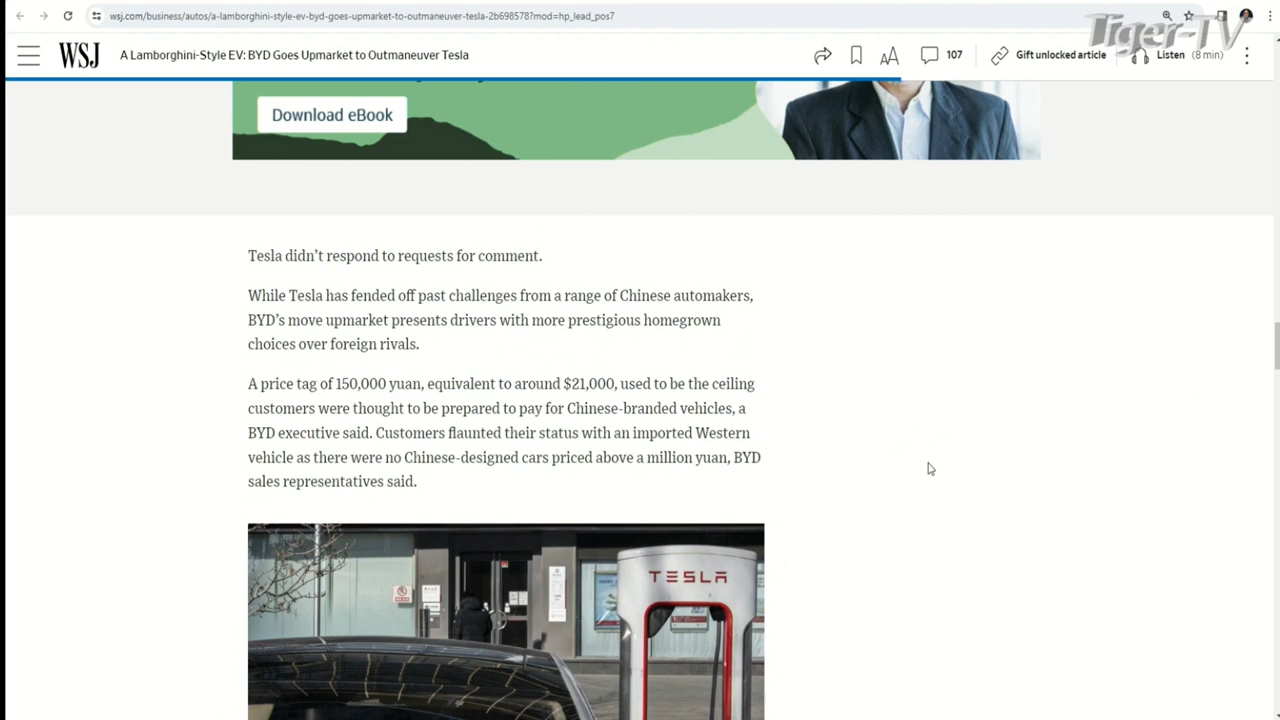 wsj.com/business/autos/a-lamborghini-style-ev-byd-goes-upmarket-to-outmaneuver-tesla-2b698578?mod=hp_lead_pos7
Tiger-TV
WSJ
A Lamborghini-Style EV: BYD Goes Upmarket to Outmaneuver Tesla
AA
107
Gift unlocked article
Listen (8 min)
Download eBook
Tesla didn’t respond to requests for comment.
While Tesla has fended off past challenges from a range of Chinese automakers,
BYD’s move upmarket presents drivers with more prestigious homegrown
choices over foreign rivals.
A price tag of 150,000 yuan, equivalent to around $21,000, used to be the ceiling
customers were thought to be prepared to pay for Chinese-branded vehicles, a
BYD executive said. Customers flaunted their status with an imported Western
vehicle as there were no Chinese-designed cars priced above a million yuan, BYD
sales representatives said.
TESLA